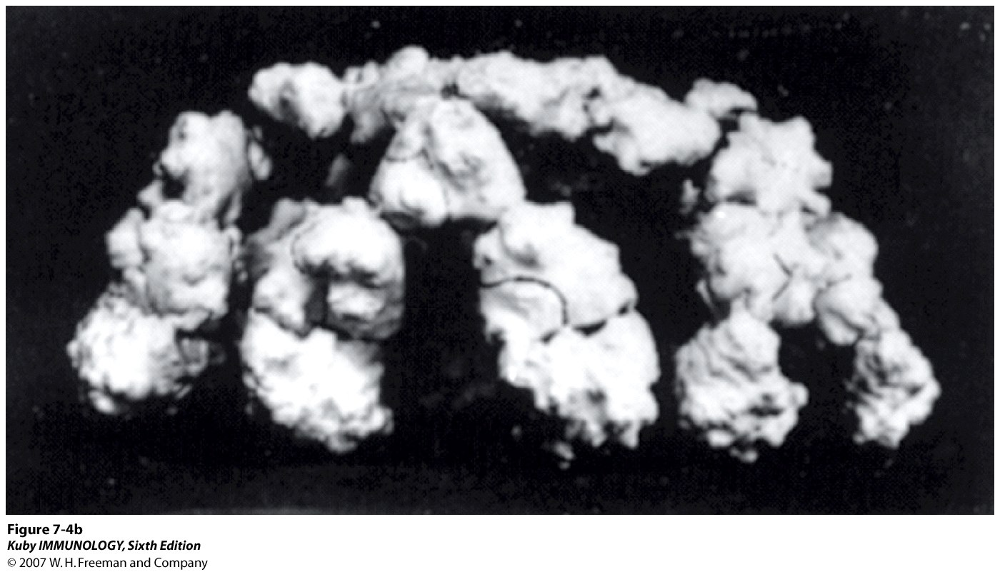 Figure 7-4b
Kuby IMMUNOLOGY, Sixth Edition
© 2007 W. H. Freeman and Company